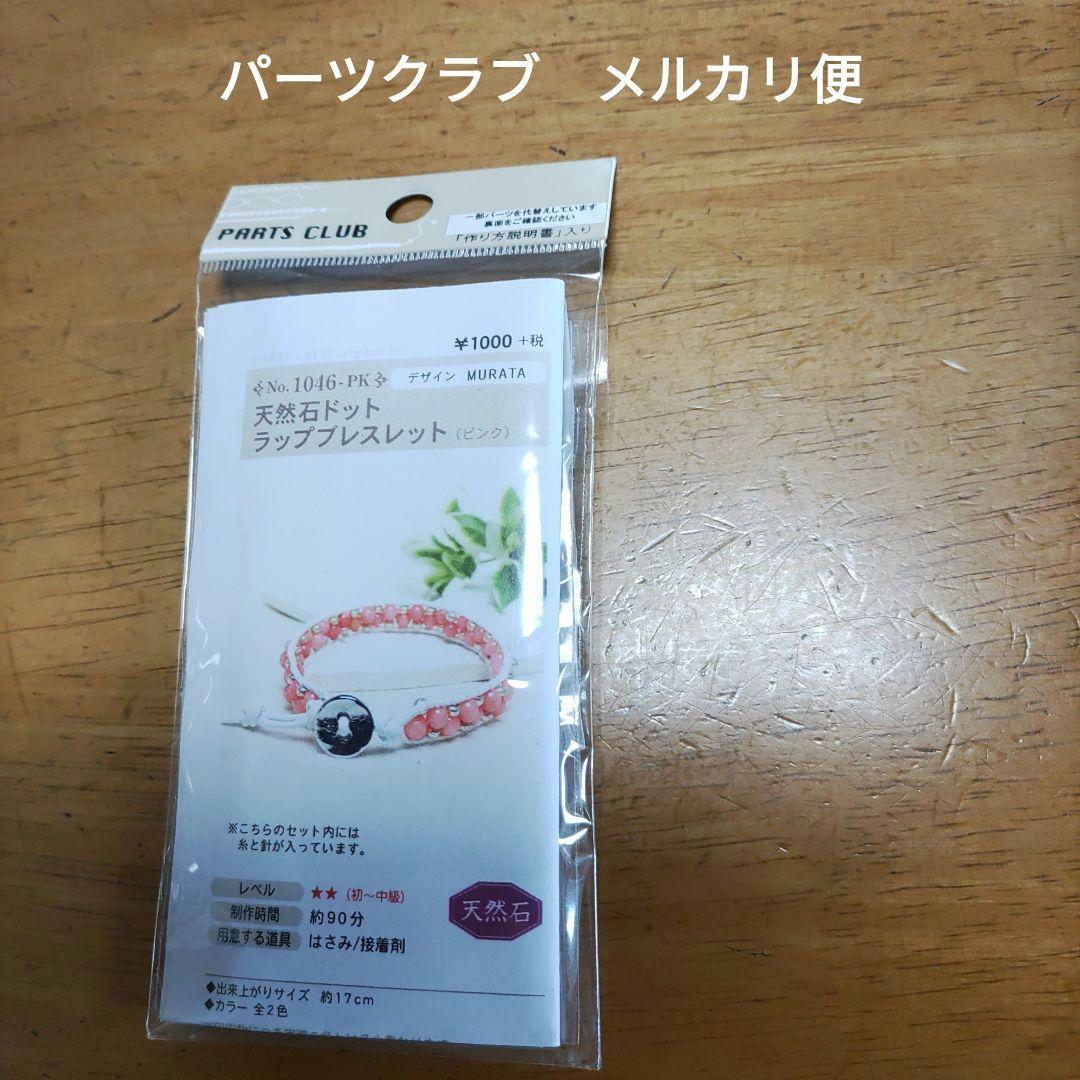 パーツクラブ　メルカリ便
一部パーツを代替えしています
裏面をご確認ください
PARTS CLUB
「作り方説明書」入り
¥1000 +税
No. 1046-PK
デザイン MURATA
天然石ドット
ラップブレスレット（ピンク）
※こちらのセット内には
糸と針が入っています。
レベル ★★（初～中級）
制作時間 約90分
用意する道具 はさみ/接着剤
天然石
◆出来上がりサイズ 約17cm
◆カラー 全2色